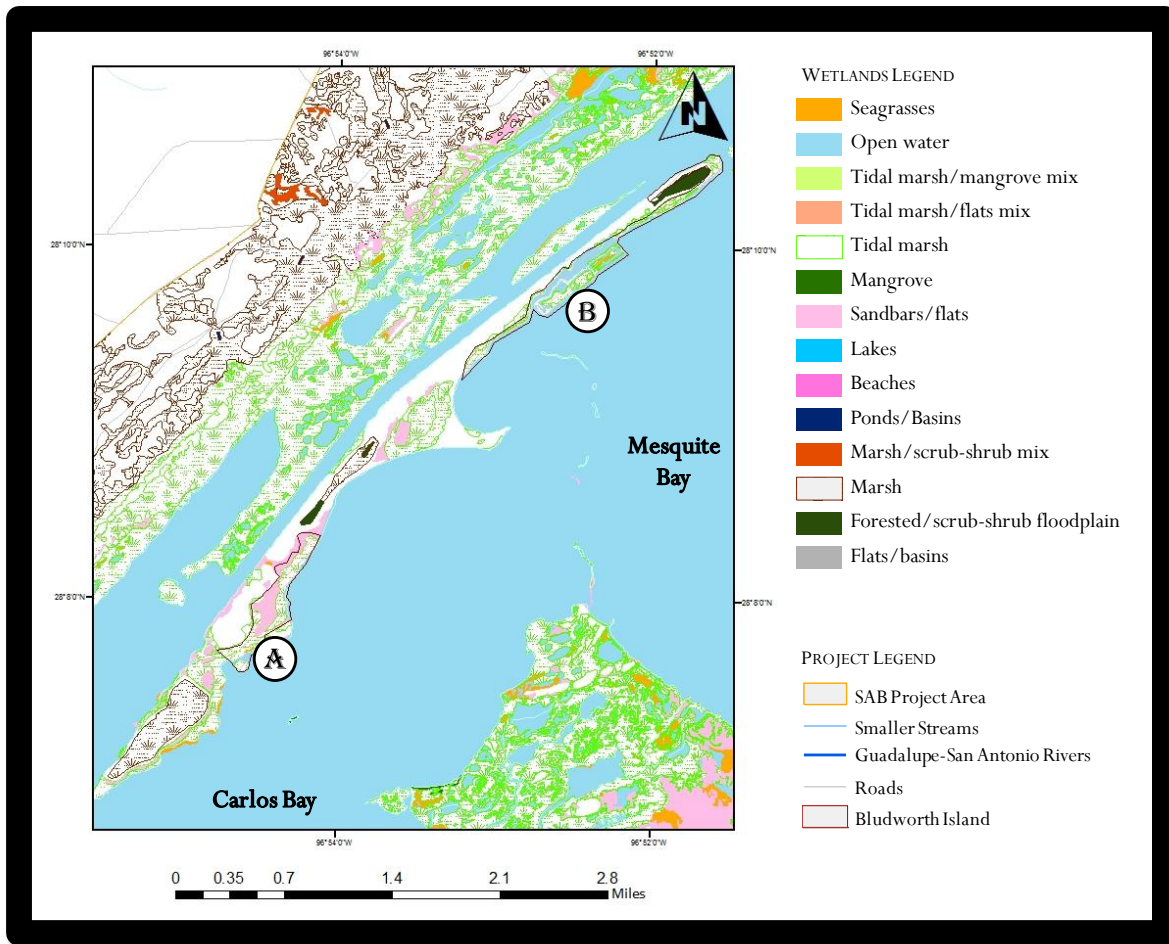 96°54'0"W
96°52'0"W
N
28°10'0"N
28°10'0"N
B
Mesquite
Bay
28°8'0"N
28°8'0"N
A
Carlos Bay
96°54'0"W
96°52'0"W
0 0.35 0.7 1.4 2.1 2.8
Miles
WETLANDS LEGEND
Seagrasses
Open water
Tidal marsh/mangrove mix
Tidal marsh/flats mix
Tidal marsh
Mangrove
Sandbars/flats
Lakes
Beaches
Ponds/Basins
Marsh/scrub-shrub mix
Marsh
Forested/scrub-shrub floodplain
Flats/basins
PROJECT LEGEND
SAB Project Area
Smaller Streams
Guadalupe-San Antonio Rivers
Roads
Bludworth Island